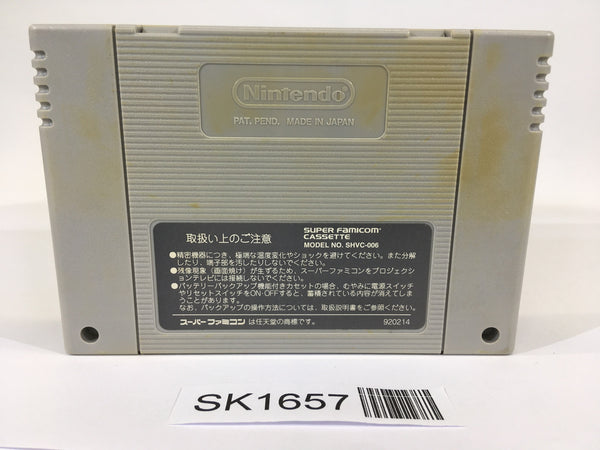 Nintendo
PAT. PEND. MADE IN JAPAN
取扱い上のご注意
SUPER FAMICOM
CASSETTE
MODEL NO. SHVC-006
●精密機器につき、極端な温度変化やショックを避けてください。また分解
したり、端子部を汚したりしないでください。
●残像現象(画面焼け)が生ずるため、スーパーファミコンをプロジェクシ
ョンテレビには接続しないでください。
●バッテリーバックアップ機能付きカセットの場合、むやみに電源スイッチ
やリセットスイッチをON・OFFすると、蓄積されている内容が消えてしま
うことがあります。
なお、バックアップの操作方法については、取扱説明書をご参照ください。
スーパーファミコン は任天堂の商標です。
920214
SK1657